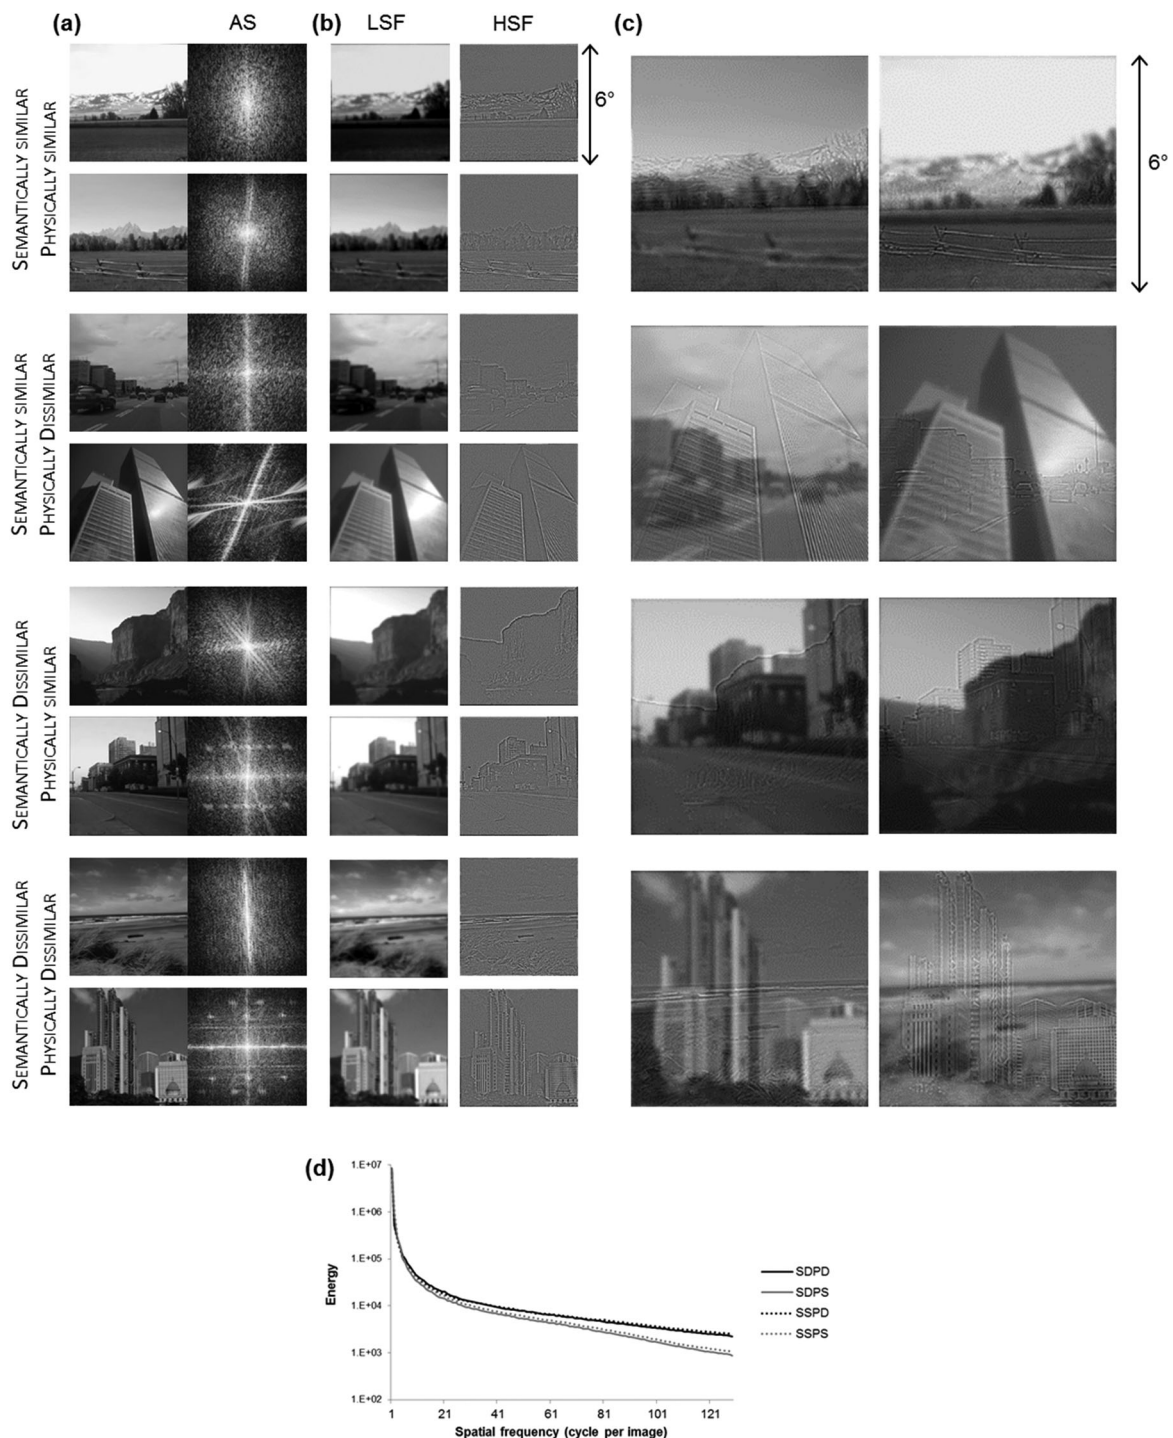 (a)
AS
(b)
LSF
HSF
(c)
SEMANTICALLY SIMILAR
PHYSICALLY SIMILAR
6°
6°
SEMANTICALLY SIMILAR
PHYSICALLY DISSIMILAR
SEMANTICALLY DISSIMILAR
PHYSICALLY SIMILAR
SEMANTICALLY DISSIMILAR
PHYSICALLY DISSIMILAR
(d)
1.E+07
1.E+06
1.E+05
1.E+04
1.E+03
1.E+02
Energy
SDPD
SDPS
SSPD
SSPS
1 21 41 61 81 101 121
Spatial frequency (cycle per image)